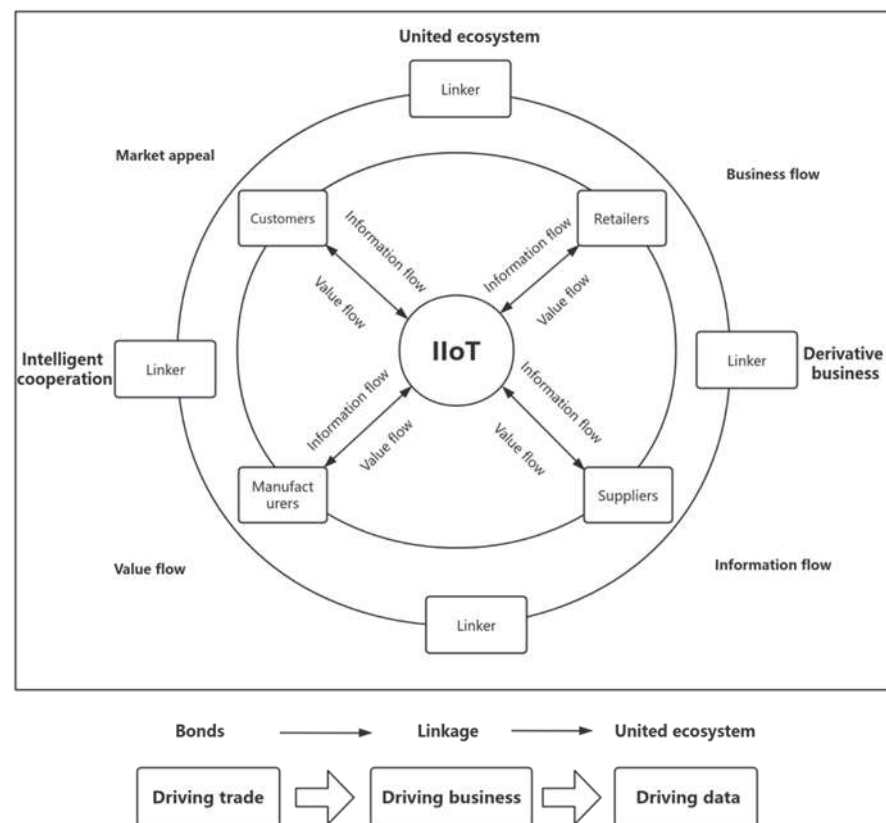 United ecosystem
Linker
Market appeal
Business flow
Customers
Information flow
Value flow
Retailers
Information flow
Value flow
IIoT
Intelligent
cooperation
Linker
Linker
Derivative
business
Information flow
Value flow
Manufact
urers
Information flow
Value flow
Suppliers
Value flow
Information flow
Linker
Bonds
Linkage
United ecosystem
Driving trade
Driving business
Driving data